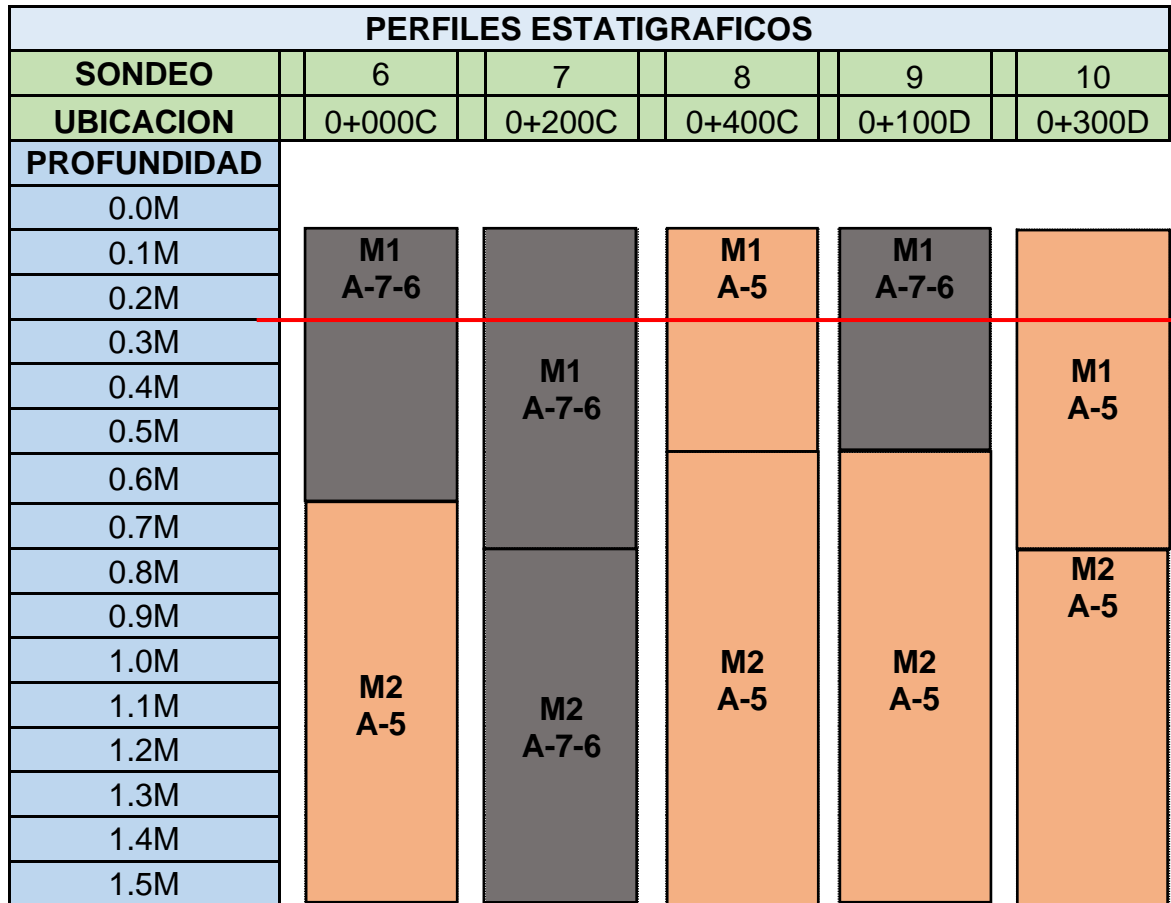 PERFILES ESTATIGRAFICOS
SONDEO 6 7 8 9 10
UBICACION 0+000C 0+200C 0+400C 0+100D 0+300D
PROFUNDIDAD
0.0M
0.1M M1 M1 M1
0.2M A-7-6 A-5 A-7-6
0.3M
0.4M M1 M1
A-7-6 A-5
0.5M
0.6M
0.7M
0.8M M2
0.9M A-5
1.0M M2 M2
M2
1.1M A-5 A-5
M2
A-5
1.2M A-7-6
1.3M
1.4M
1.5M